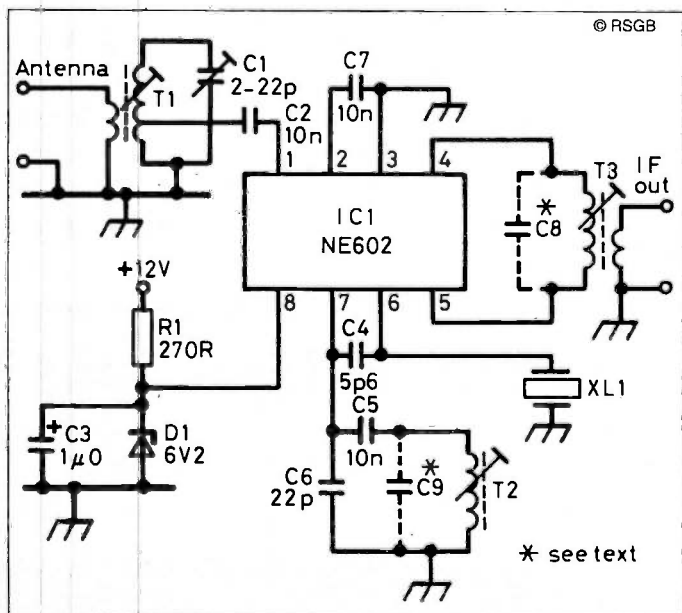 © RSGB
Antenna
T1
C1
2-22p
C2
10n
C7
10n
1
2
3
4
IC1
NE602
T3
IF
out
*
C8
+12V
8
7
6
5
R1
270R
C4
5p6
XL1
+
C3
1µ0
D1
6V2
C5
10n
*
C9
T2
C6
22p
* see text